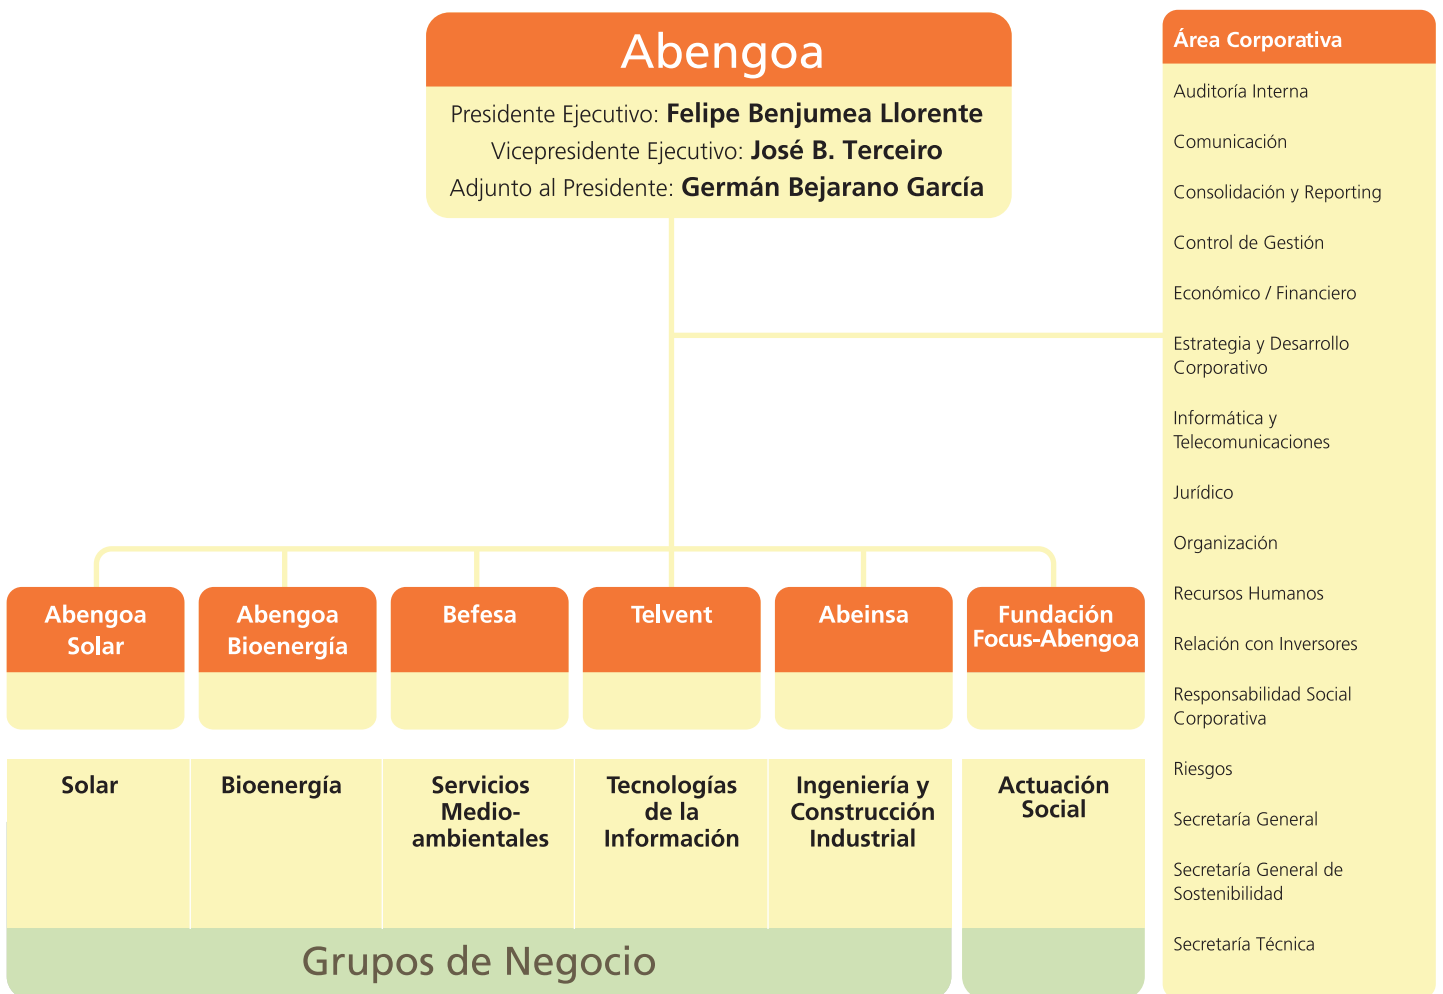 Abengoa
Presidente Ejecutivo: Felipe Benjumea Llorente
Vicepresidente Ejecutivo: José B. Terceiro
Adjunto al Presidente: Germán Bejarano García
Área Corporativa
Auditoría Interna
Comunicación
Consolidación y Reporting
Control de Gestión
Económico / Financiero
Estrategia y Desarrollo
Corporativo
Informática y
Telecomunicaciones
Jurídico
Organización
Recursos Humanos
Relación con Inversores
Responsabilidad Social
Corporativa
Riesgos
Secretaría General
Secretaría General de
Sostenibilidad
Secretaría Técnica
Abengoa
Solar
Abengoa
Bioenergía
Befesa
Telvent
Abeinsa
Fundación
Focus-Abengoa
Solar
Bioenergía
Servicios
Medio-
ambientales
Tecnologías
de la
Información
Ingeniería y
Construcción
Industrial
Actuación
Social
Grupos de Negocio